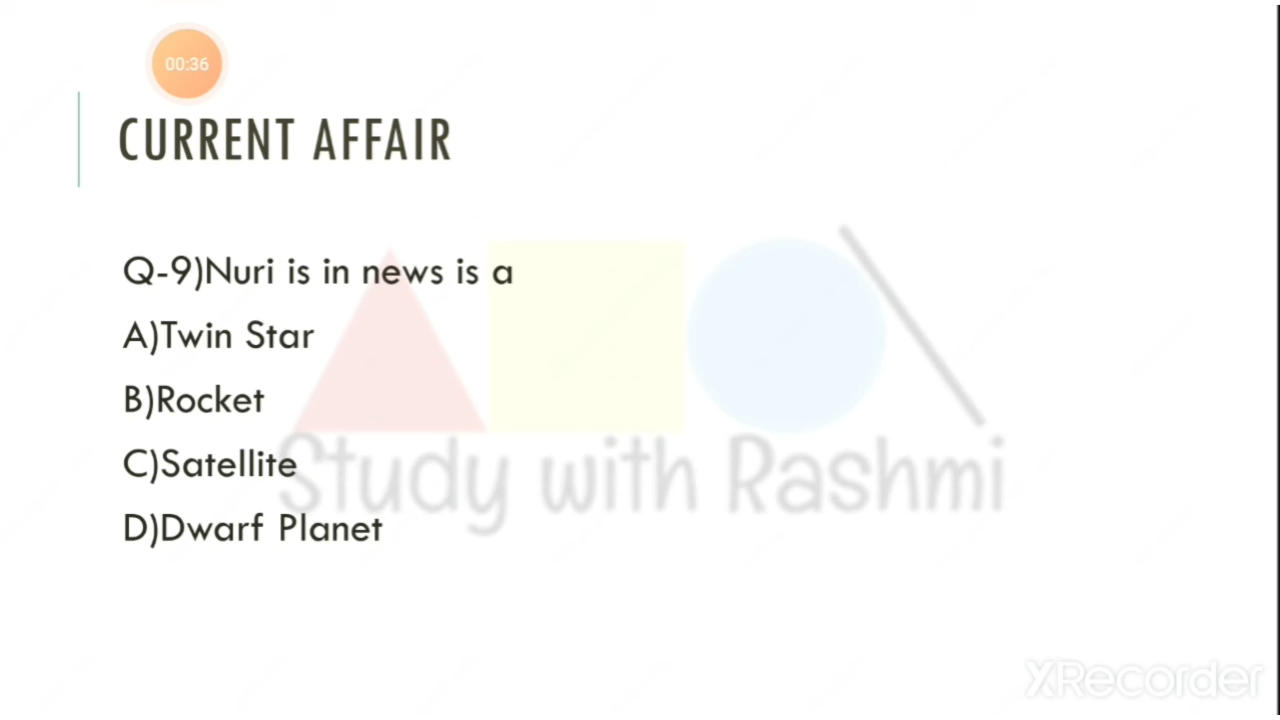 00:36
CURRENT AFFAIR
Q-9)Nuri is in news is a
A)Twin Star
B)Rocket
C)Satellite
D)Dwarf Planet
Study with Rashmi
XRecorder